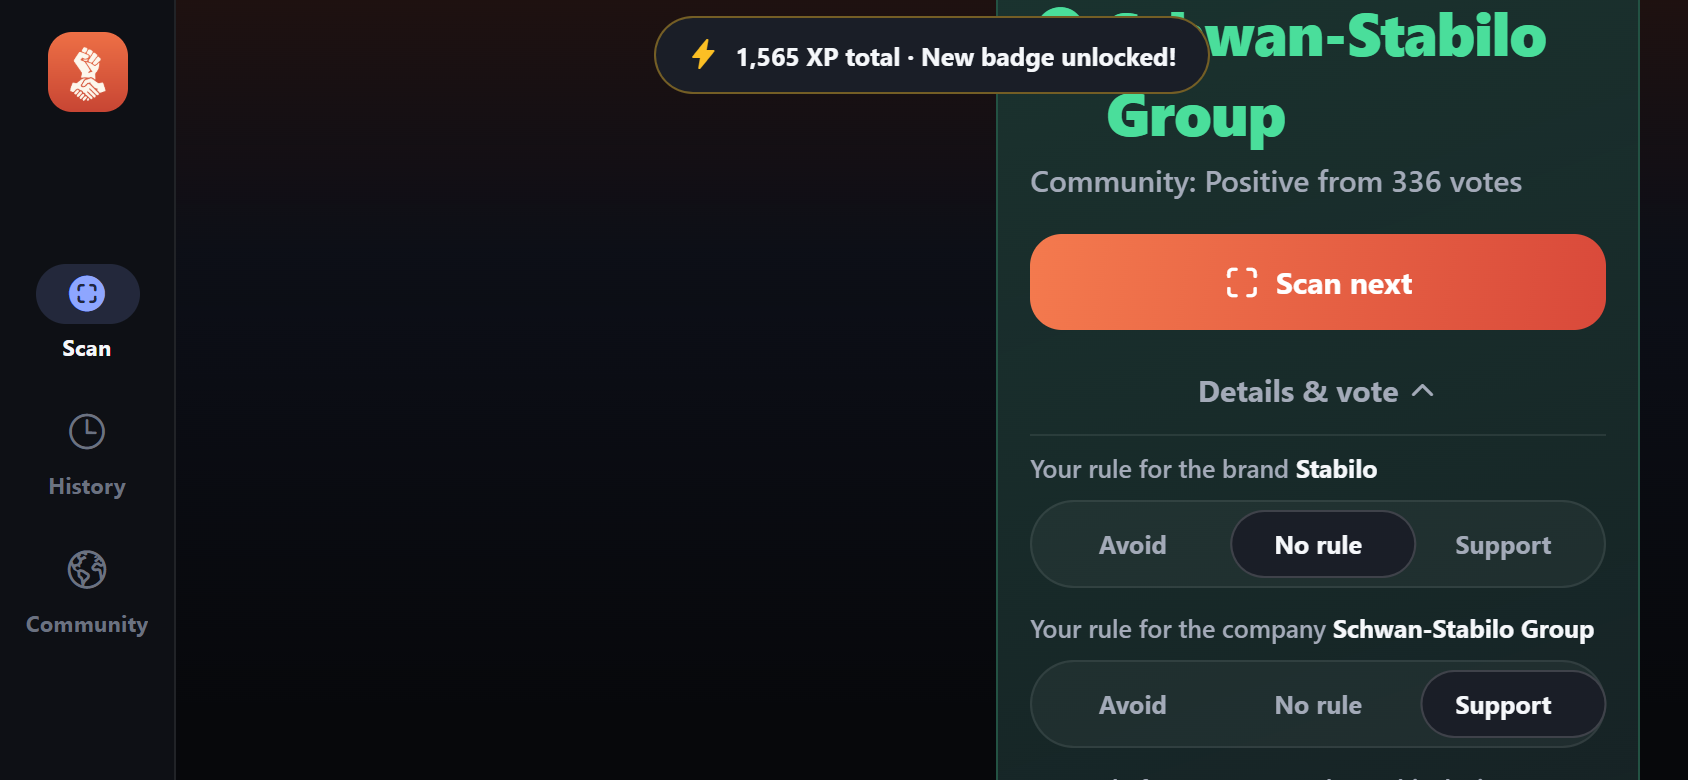 1,565 XP total · New badge unlocked!
Schwan-Stabilo
Group
Community: Positive from 336 votes
Scan next
Details & vote
Your rule for the brand Stabilo
Avoid
No rule
Support
Your rule for the company Schwan-Stabilo Group
Avoid
No rule
Support
Scan
History
Community